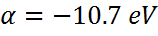 α = −10.7 eV